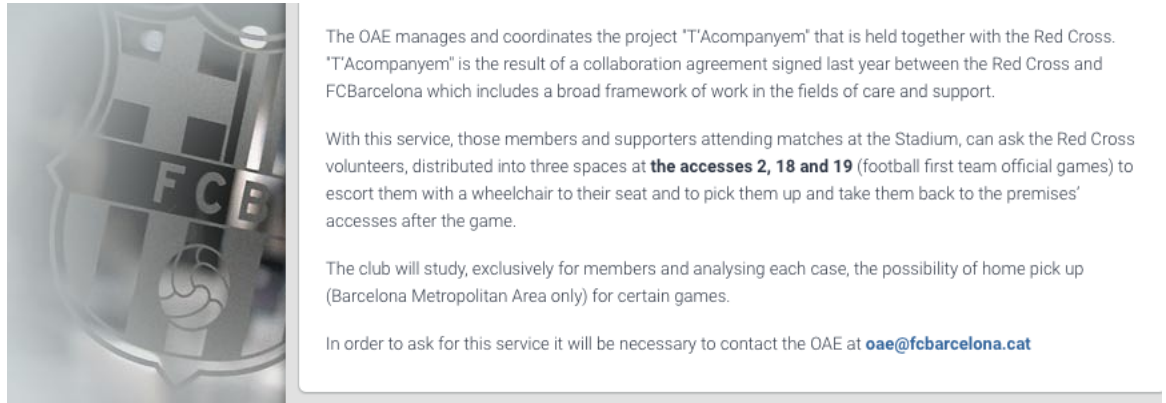 FCB
The OAE manages and coordinates the project "T'Acompanyem" that is held together with the Red Cross.
"T'Acompanyem" is the result of a collaboration agreement signed last year between the Red Cross and
FCBarcelona which includes a broad framework of work in the fields of care and support.
With this service, those members and supporters attending matches at the Stadium, can ask the Red Cross
volunteers, distributed into three spaces at the accesses 2, 18 and 19 (football first team official games) to
escort them with a wheelchair to their seat and to pick them up and take them back to the premises'
accesses after the game.
The club will study, exclusively for members and analysing each case, the possibility of home pick up
(Barcelona Metropolitan Area only) for certain games.
In order to ask for this service it will be necessary to contact the OAE at oae@fcbarcelona.cat